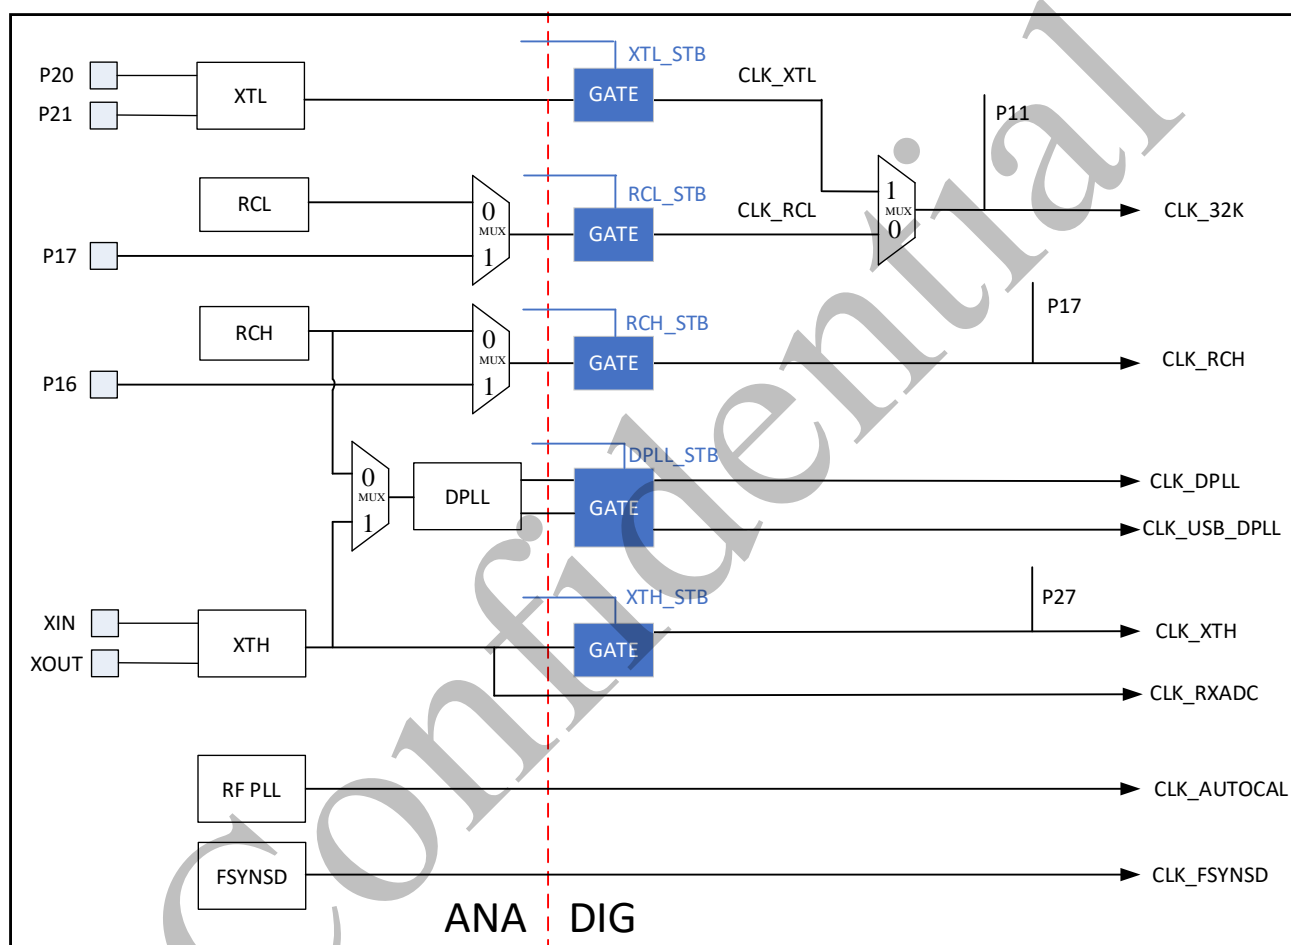 XTL_STB
P20
XTL
GATE
CLK_XTL
P21
P11
RCL
0
MUX
1
RCL_STB
GATE
CLK_RCL
1
MUX
0
CLK_32K
P17
RCH
0
MUX
1
RCH_STB
GATE
P17
CLK_RCH
P16
0
MUX
1
DPLL
DPLL_STB
GATE
CLK_DPLL
CLK_USB_DPLL
XIN
XOUT
XTH
XTH_STB
GATE
P27
CLK_XTH
CLK_RXADC
RF PLL
CLK_AUTOCAL
FSYNSD
CLK_FSYNSD
ANA
DIG
Confidential